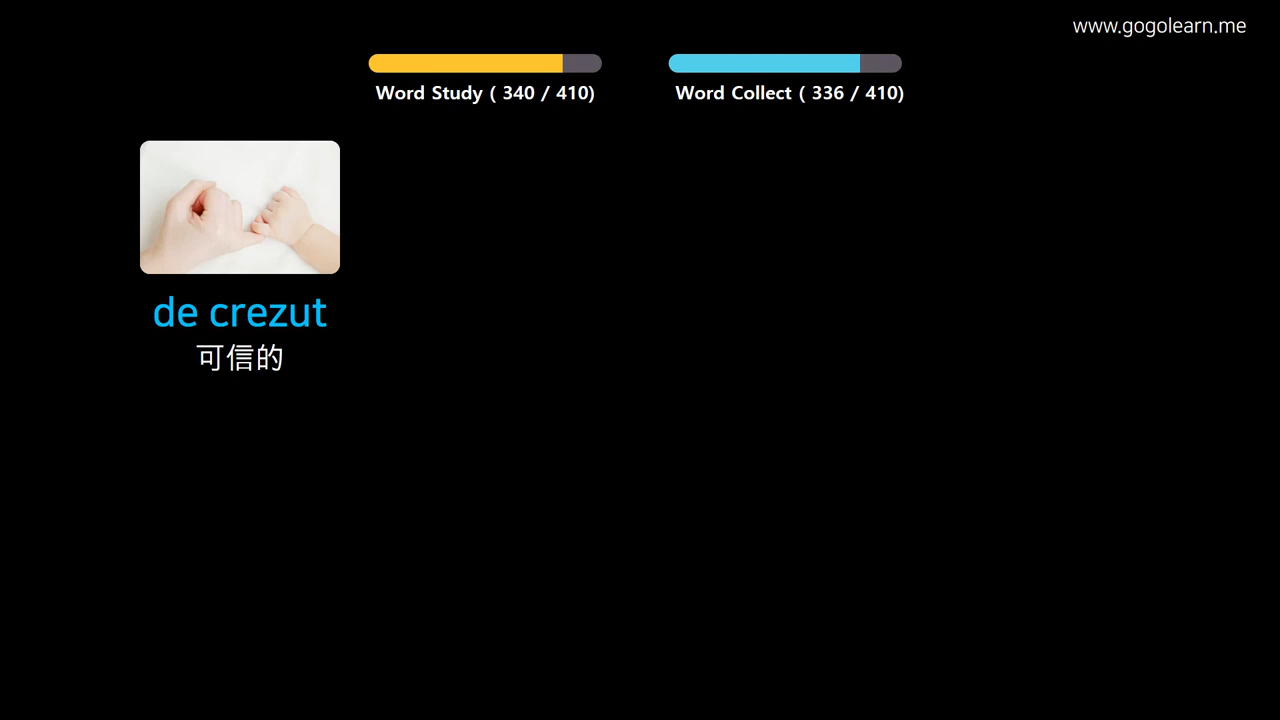 www.gogolearn.me
Word Study ( 340 / 410)
Word Collect ( 336 / 410)
de crezut
可信的